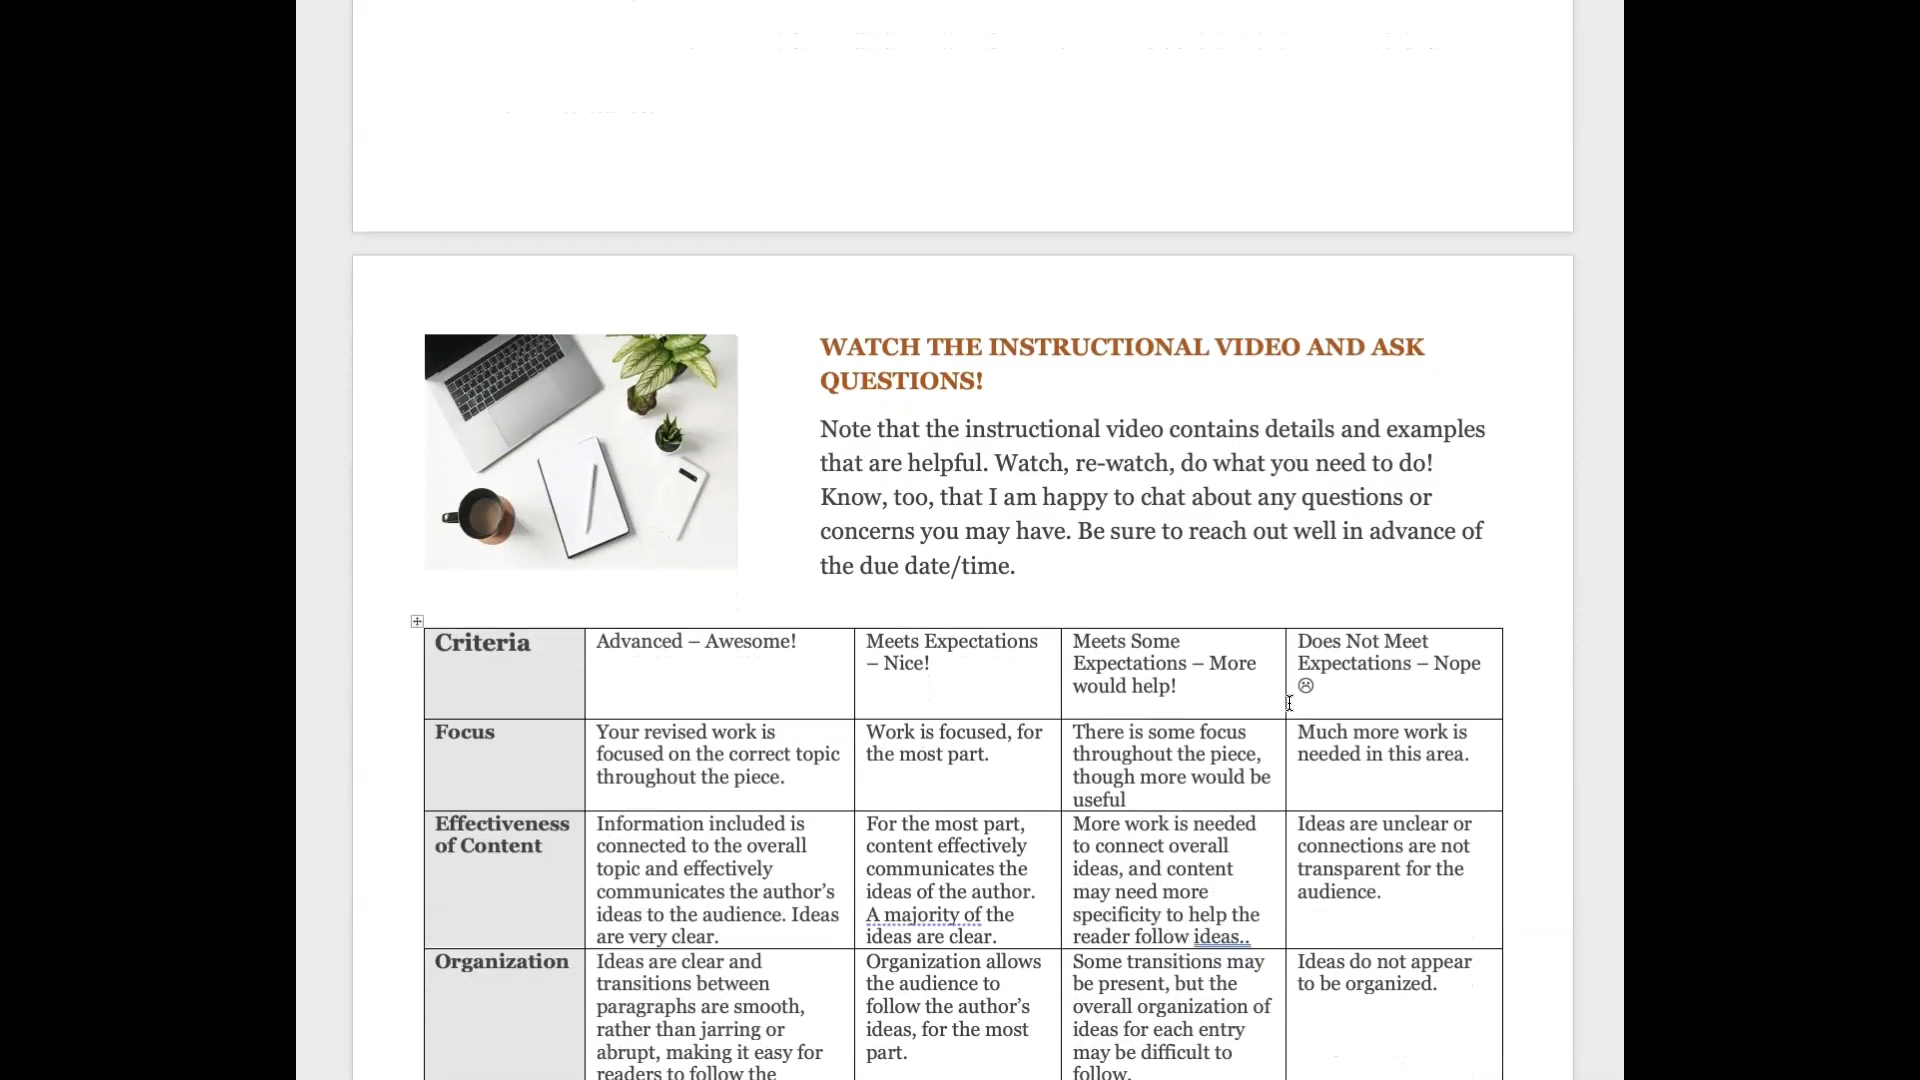 WATCH THE INSTRUCTIONAL VIDEO AND ASK
QUESTIONS!
Note that the instructional video contains details and examples
that are helpful. Watch, re-watch, do what you need to do!
Know, too, that I am happy to chat about any questions or
concerns you may have. Be sure to reach out well in advance of
the due date/time.
Criteria
Advanced – Awesome!
Meets Expectations
– Nice!
Meets Some
Expectations – More
would help!
Does Not Meet
Expectations – Nope
☹
Focus
Your revised work is
focused on the correct topic
throughout the piece.
Work is focused, for
the most part.
There is some focus
throughout the piece,
though more would be
useful
Much more work is
needed in this area.
Effectiveness
of Content
Information included is
connected to the overall
topic and effectively
communicates the author’s
ideas to the audience. Ideas
are very clear.
For the most part,
content effectively
communicates the
ideas of the author.
A majority of the
ideas are clear.
More work is needed
to connect overall
ideas, and content
may need more
specificity to help the
reader follow ideas..
Ideas are unclear or
connections are not
transparent for the
audience.
Organization
Ideas are clear and
transitions between
paragraphs are smooth,
rather than jarring or
abrupt, making it easy for
readers to follow the
Organization allows
the audience to
follow the author’s
ideas, for the most
part.
Some transitions may
be present, but the
overall organization of
ideas for each entry
may be difficult to
follow.
Ideas do not appear
to be organized.